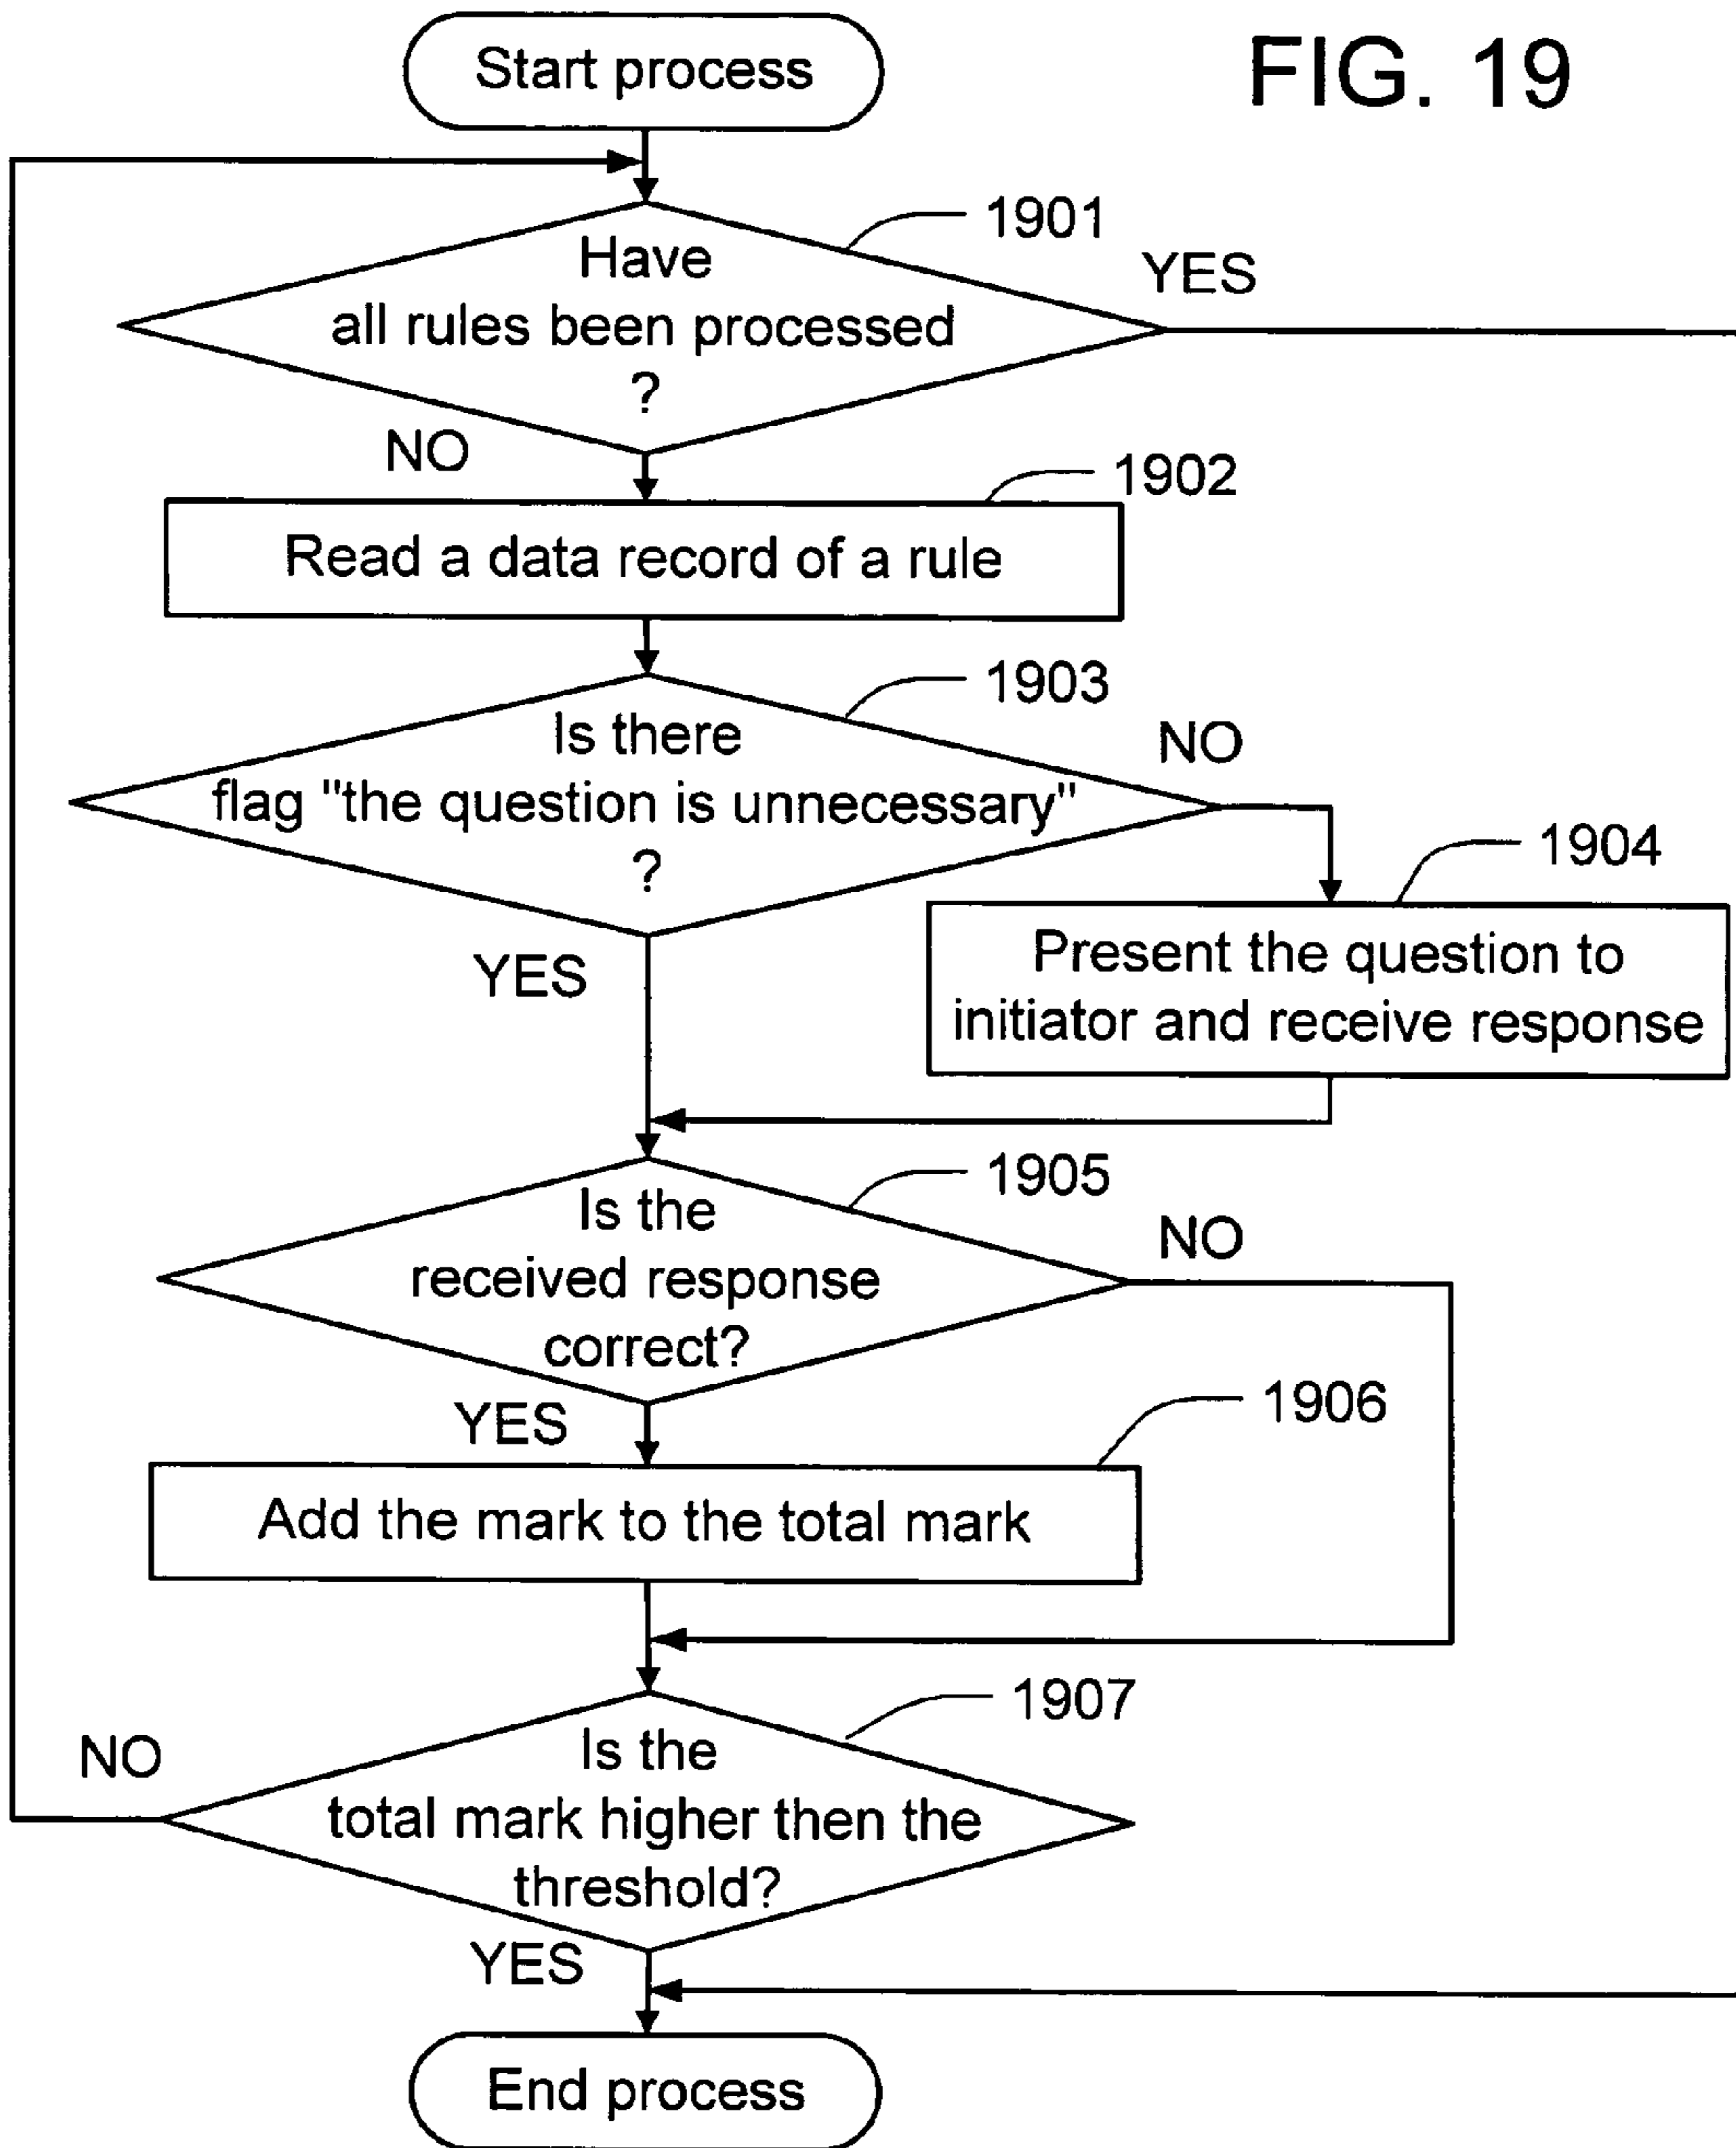 FIG. 19
Start process
1901
Have
all rules been processed
?
YES
NO
1902
Read a data record of a rule
1903
Is there
flag "the question is unnecessary"
?
NO
YES
1904
Present the question to
initiator and receive response
1905
Is the
received response
correct?
NO
YES
1906
Add the mark to the total mark
1907
Is the
total mark higher then the
threshold?
NO
YES
End process